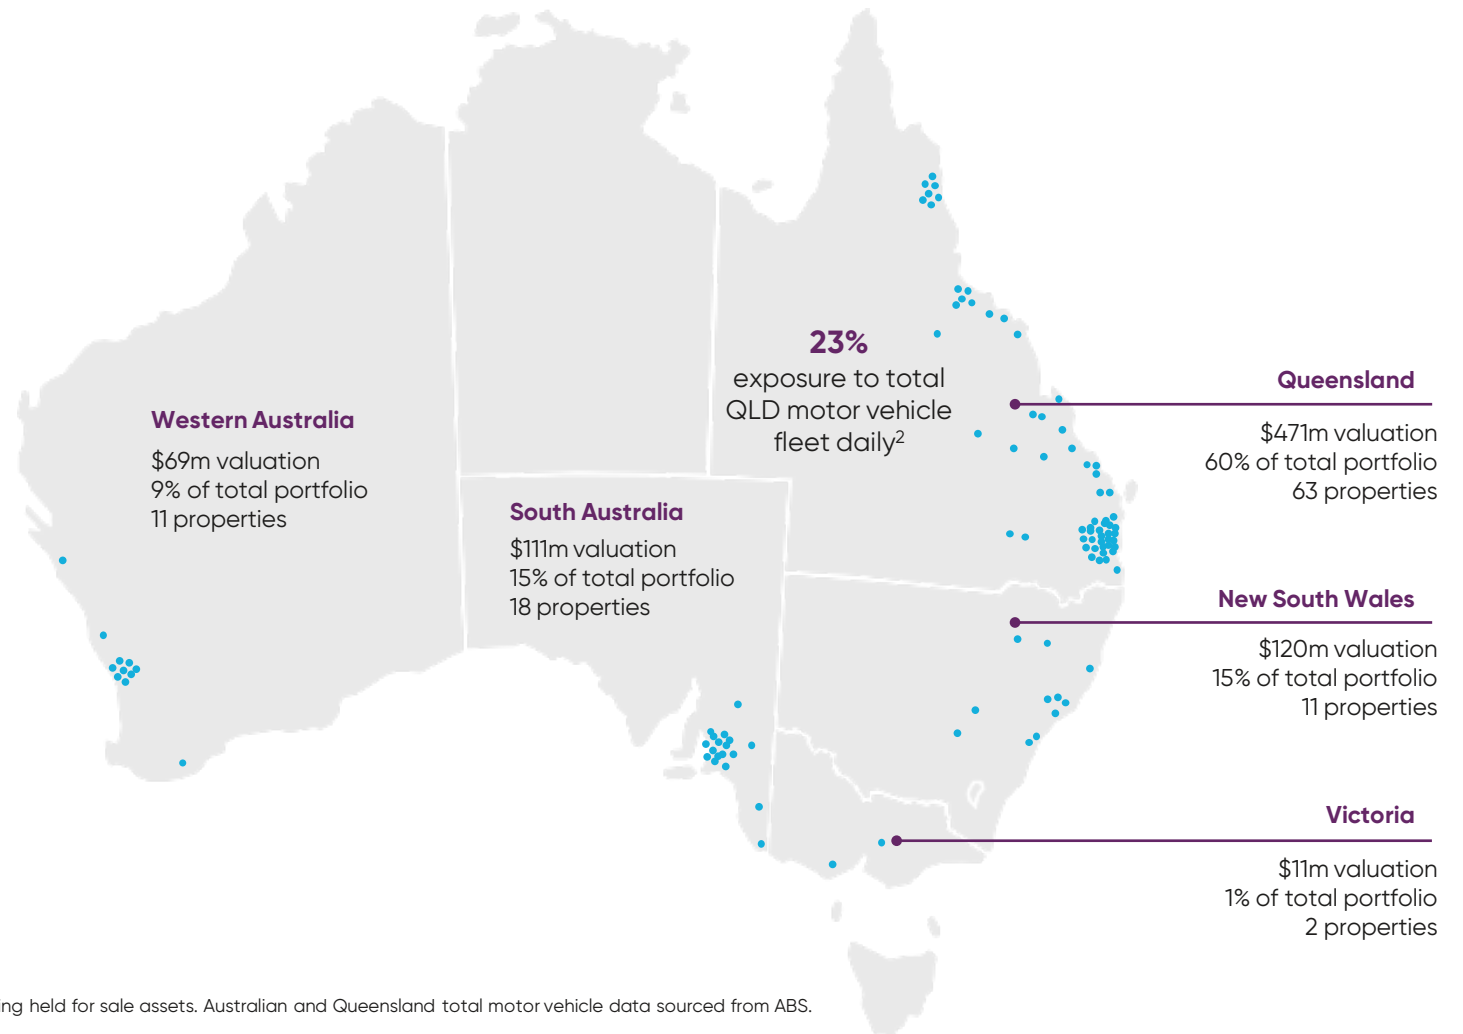 23%
exposure to total
QLD motor vehicle
fleet daily2
Western Australia
$69m valuation
9% of total portfolio
11 properties
South Australia
$111m valuation
15% of total portfolio
18 properties
Queensland
$471m valuation
60% of total portfolio
63 properties
New South Wales
$120m valuation
15% of total portfolio
11 properties
Victoria
$11m valuation
1% of total portfolio
2 properties
held for sale assets. Australian and Queensland total motor vehicle data sourced from ABS.